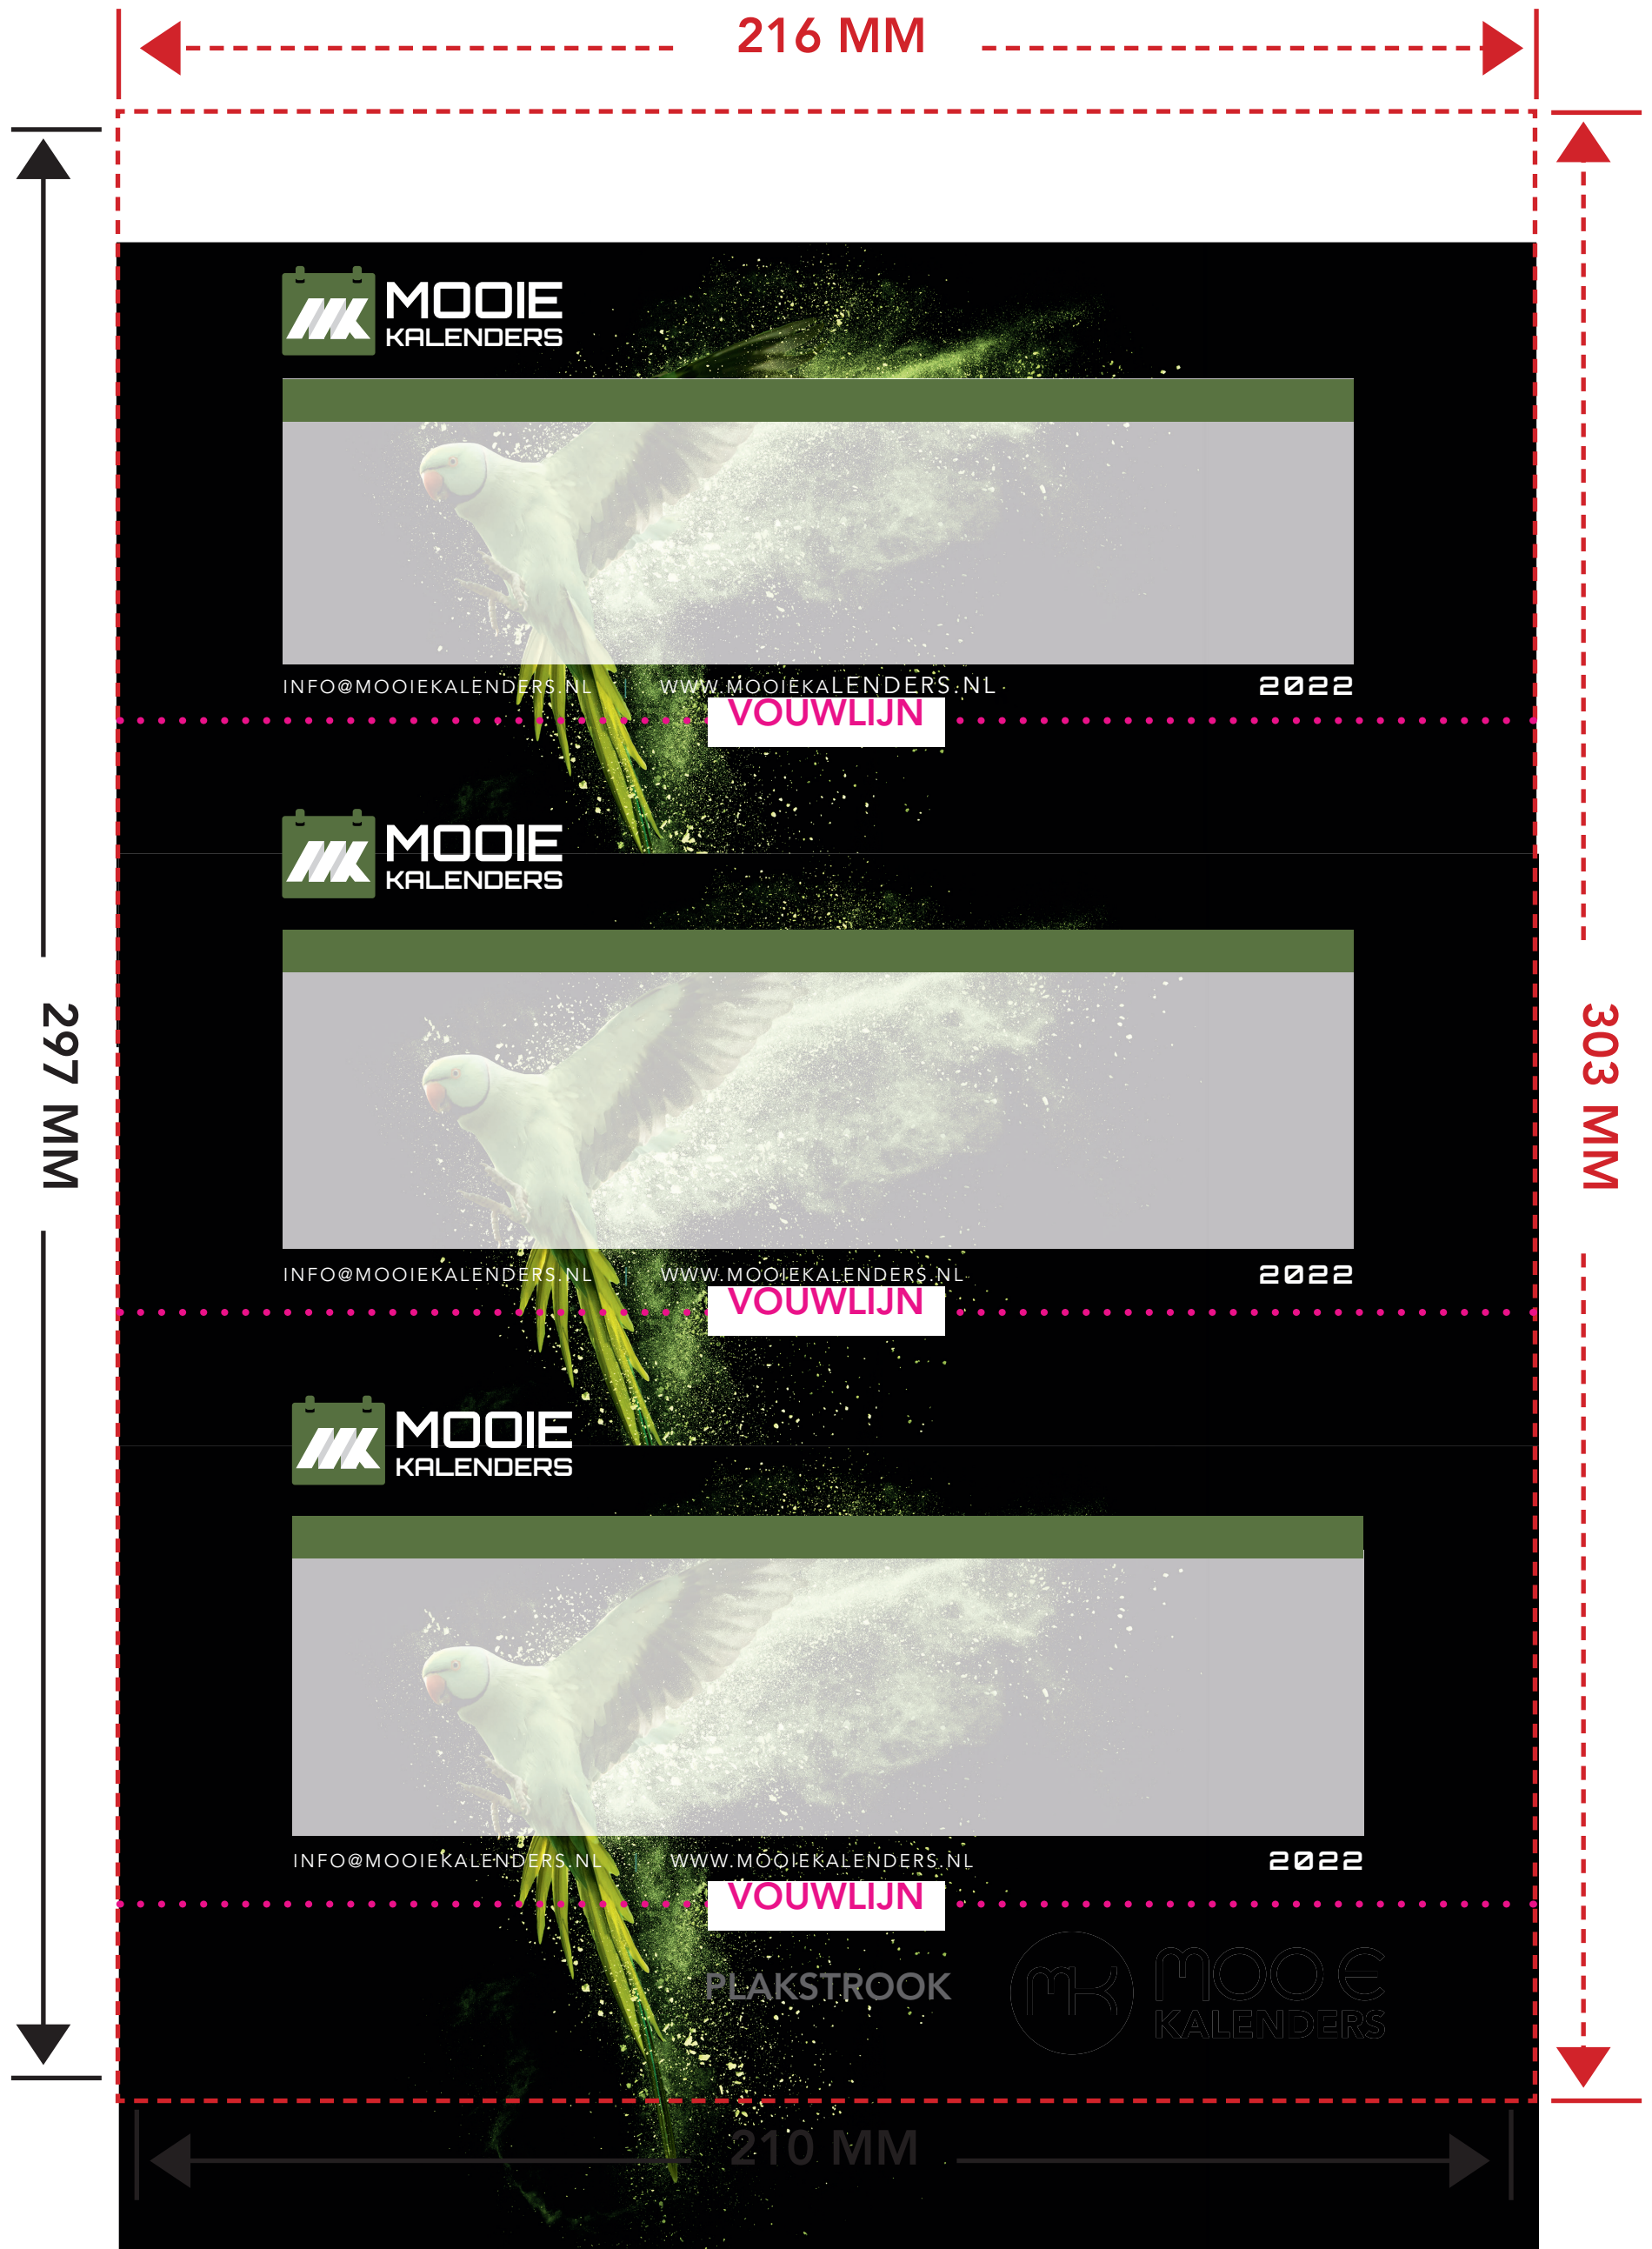 216 MM
MOOIE
KALENDERS
INFO@MOOIEKALENDERS.NL | WWW.MOOIEKALENDERS.NL 2022
VOUWLIJN
MOOIE
KALENDERS
297 MM
303 MM
INFO@MOOIEKALENDERS.NL | WWW.MOOIEKALENDERS.NL 2022
VOUWLIJN
MOOIE
KALENDERS
INFO@MOOIEKALENDERS.NL | WWW.MOOIEKALENDERS.NL 2022
VOUWLIJN
PLAKSTROOK
MK MOOIE
KALENDERS
210 MM